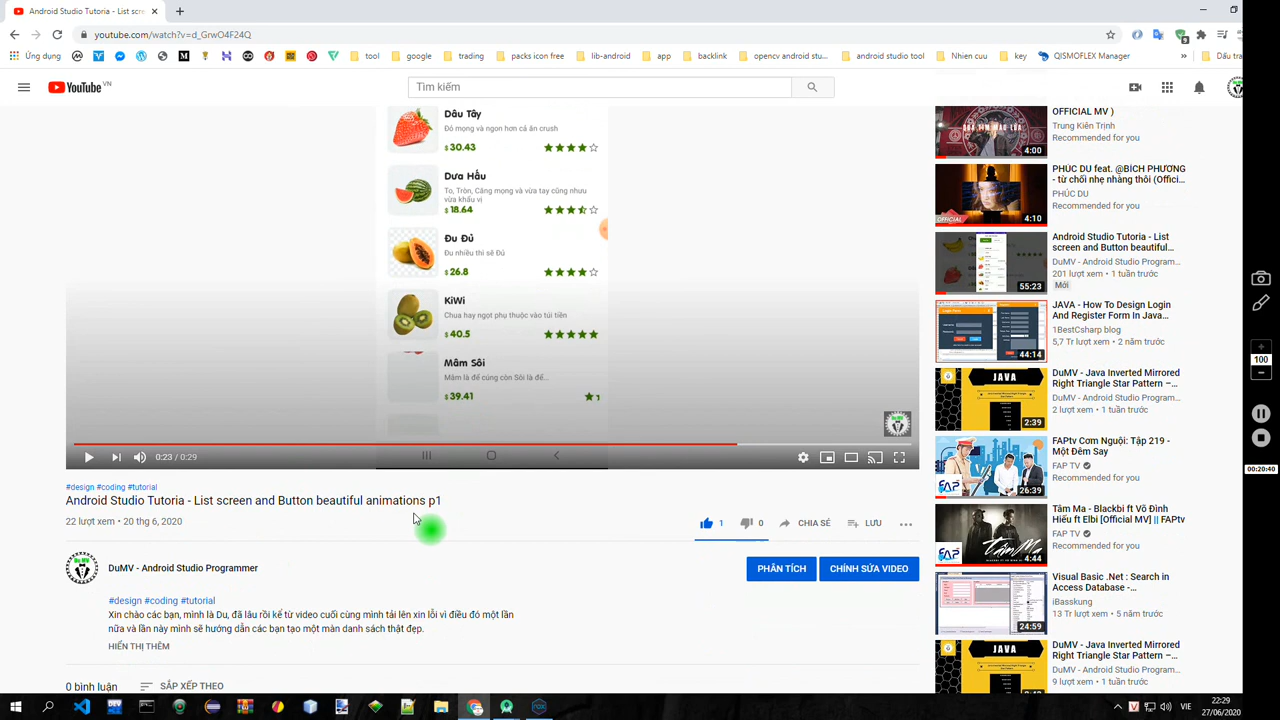 Android Studio Tutoria - List scre
youtube.com/watch?v=d_GrwO4F24Q
Ứng dụng
tool
google
trading
packs icon free
lib-android
app
backlink
opencv android stu...
android studio tool
Nhien cuu
key
QISMOFLEX Manager
»
Dấu tra
YouTube VN
Tìm kiếm
Dâu Tây
Đỏ mọng và ngon hơn cả ăn crush
$ 30.43
Dưa Hấu
To, Tròn, Căng mọng và vừa tay cũng như
vừa khẩu vị
$ 18.64
Đu Đủ
Đu nhiều thì sẽ Đủ
$ 26.8
KiWi
Chua hay ngọt phụ thuộc vào túi tiền
$ 40.5
Mâm Sôi
Mâm là để cúng còn Sôi là để...
$ 39.41
1
0:23 / 0:29
#design #coding #tutorial
Android Studio Tutoria - List screen and Button beautiful animations p1
22 lượt xem • 20 thg 6, 2020
1
0
CHIA SẺ
LƯU
DuMV - Android Studio Programmer
PHÂN TÍCH
CHỈNH SỬA VIDEO
#design #coding #tutorial
Xin chào các bạn, mình là Du, đã lâu rồi kể từ video cuối cùng mình tải lên, xin lỗi vì điều đó một lần
nữa và lần này mình sẽ hướng dẫn các bạn tạo một màn danh sách thật đẹp.
HIỂN THỊ THÊM
0 bình luận
SẮP XẾP THEO
OFFICIAL MV )
Trung Kiên Trịnh
Recommended for you
4:00
PHÚC DU feat. @BÍCH PHƯƠNG
- từ chối nhẹ nhàng thôi (Offici...
PHÚC DU
Recommended for you
OFFICIAL
4:10
Android Studio Tutoria - List
screen and Button beautiful...
DuMV - Android Studio Program...
201 lượt xem • 1 tuần trước
Mới
55:23
JAVA - How To Design Login
And Register Form In Java...
1BestCsharp blog
5,7 Tr lượt xem • 2 năm trước
44:14
JAVA
DuMV - Java Inverted Mirrored
Right Triangle Star Pattern –...
DuMV - Android Studio Program...
2 lượt xem • 1 tuần trước
2:39
FAPtv Cơm Nguội: Tập 219 -
Một Đêm Say
FAP TV
Recommended for you
26:39
Tâm Ma - Blackbi ft Võ Đình
Hiếu ft Elbi [Official MV] || FAPtv
FAP TV
Recommended for you
4:44
Visual Basic .Net : Search in
Access Database -...
iBasskung
13 Tr lượt xem • 5 năm trước
24:59
JAVA
DuMV - Java Inverted Mirrored
Right Triangle Star Pattern –...
DuMV - Android Studio Program...
9 lượt xem • 1 tuần trước
100
00:20:40
VIE
22:29
27/06/2020